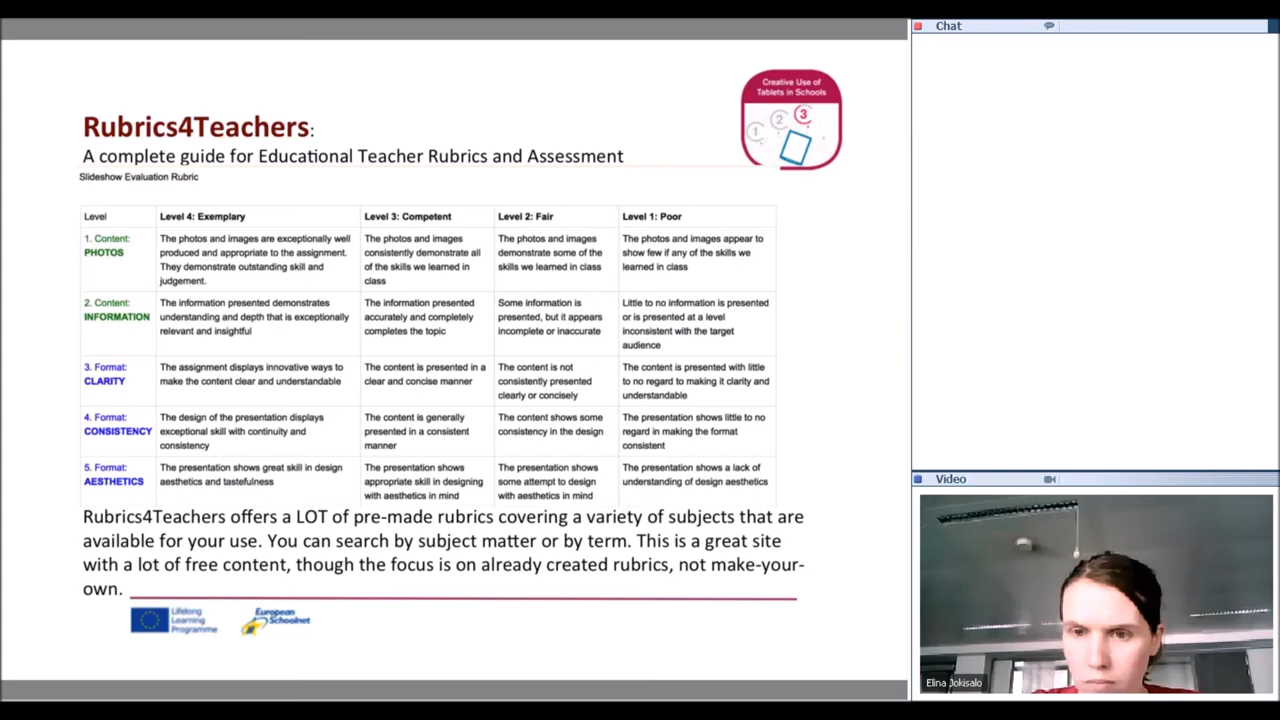 Chat
Creative Use of
Tablets in Schools
1 2 3
Rubrics4Teachers:
A complete guide for Educational Teacher Rubrics and Assessment
Slideshow Evaluation Rubric
Level
Level 4: Exemplary
Level 3: Competent
Level 2: Fair
Level 1: Poor
1. Content:
PHOTOS
The photos and images are exceptionally well
produced and appropriate to the assignment.
They demonstrate outstanding skill and
judgement.
The photos and images
consistently demonstrate all
of the skills we learned in
class
The photos and images
demonstrate some of the
skills we learned in class
The photos and images appear to
show few if any of the skills we
learned in class
2. Content:
INFORMATION
The information presented demonstrates
understanding and depth that is exceptionally
relevant and insightful
The information presented
accurately and completely
completes the topic
Some information is
presented, but it appears
incomplete or inaccurate
Little to no information is presented
or is presented at a level
inconsistent with the target
audience
3. Format:
CLARITY
The assignment displays innovative ways to
make the content clear and understandable
The content is presented in a
clear and concise manner
The content is not
consistently presented
clearly or concisely
The content is presented with little
to no regard to making it clarity and
understandable
4. Format:
CONSISTENCY
The design of the presentation displays
exceptional skill with continuity and
consistency
The content is generally
presented in a consistent
manner
The content shows some
consistency in the design
The presentation shows little to no
regard in making the format
consistent
5. Format:
AESTHETICS
The presentation shows great skill in design
aesthetics and tastefulness
The presentation shows
appropriate skill in designing
with aesthetics in mind
The presentation shows
some attempt to design
with aesthetics in mind
The presentation shows a lack of
understanding of design aesthetics
Rubrics4Teachers offers a LOT of pre-made rubrics covering a variety of subjects that are
available for your use. You can search by subject matter or by term. This is a great site
with a lot of free content, though the focus is on already created rubrics, not make-your-
own.
Lifelong
Learning
Programme
European
Schoolnet
Video
Elina Jokisalo